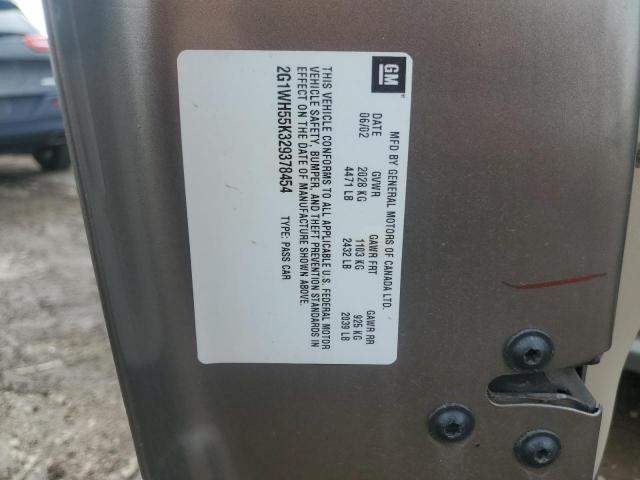 GM
MFD BY GENERAL MOTORS OF CANADA LTD.
DATE GVWR GAWR FRT GAWR RR
06/02 2028 KG 1103 KG 925 KG
4471 LB 2432 LB 2039 LB
THIS VEHICLE CONFORMS TO ALL APPLICABLE U.S. FEDERAL MOTOR
VEHICLE SAFETY, BUMPER, AND THEFT PREVENTION STANDARDS IN
EFFECT ON THE DATE OF MANUFACTURE SHOWN ABOVE.
2G1WH55K329378454 TYPE: PASS CAR